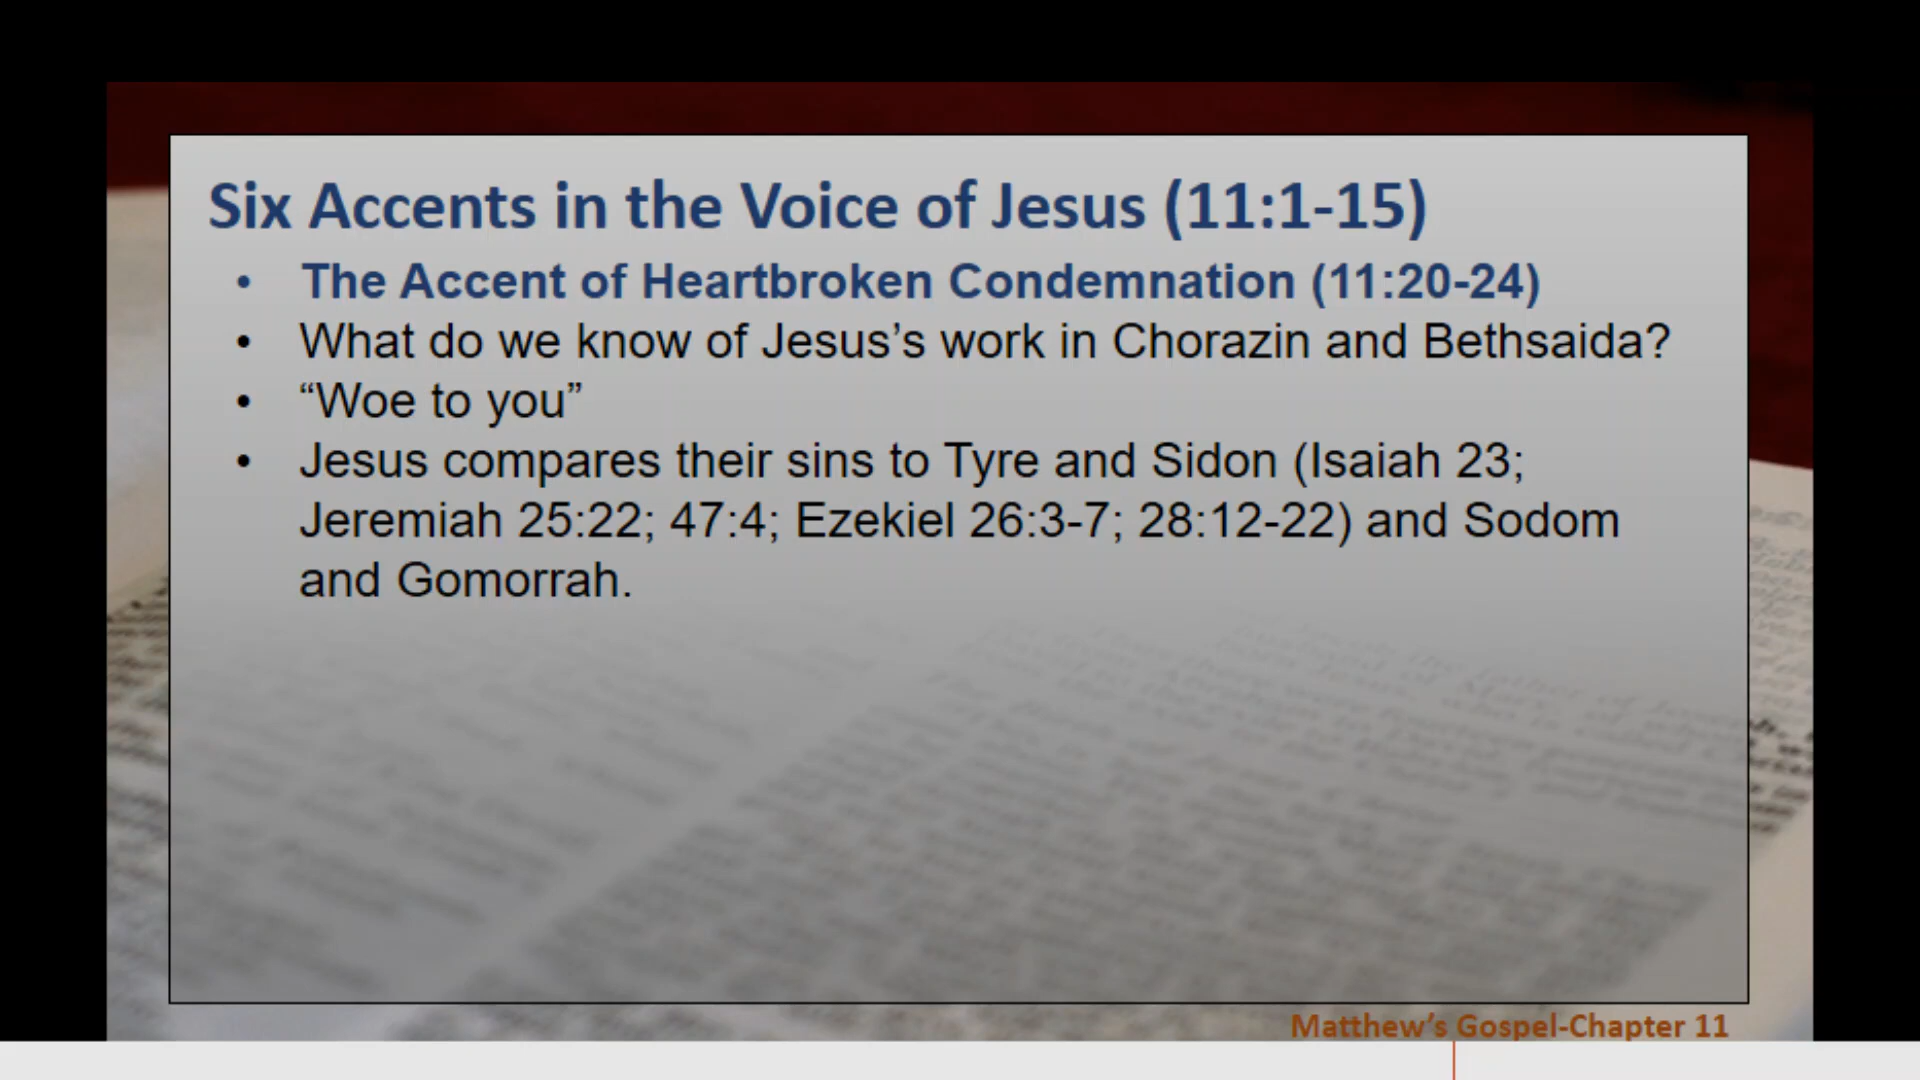 Six Accents in the Voice of Jesus (11:1-15)
• The Accent of Heartbroken Condemnation (11:20-24)
• What do we know of Jesus’s work in Chorazin and Bethsaida?
• “Woe to you”
• Jesus compares their sins to Tyre and Sidon (Isaiah 23;
Jeremiah 25:22; 47:4; Ezekiel 26:3-7; 28:12-22) and Sodom
and Gomorrah.
Matthew’s Gospel-Chapter 11